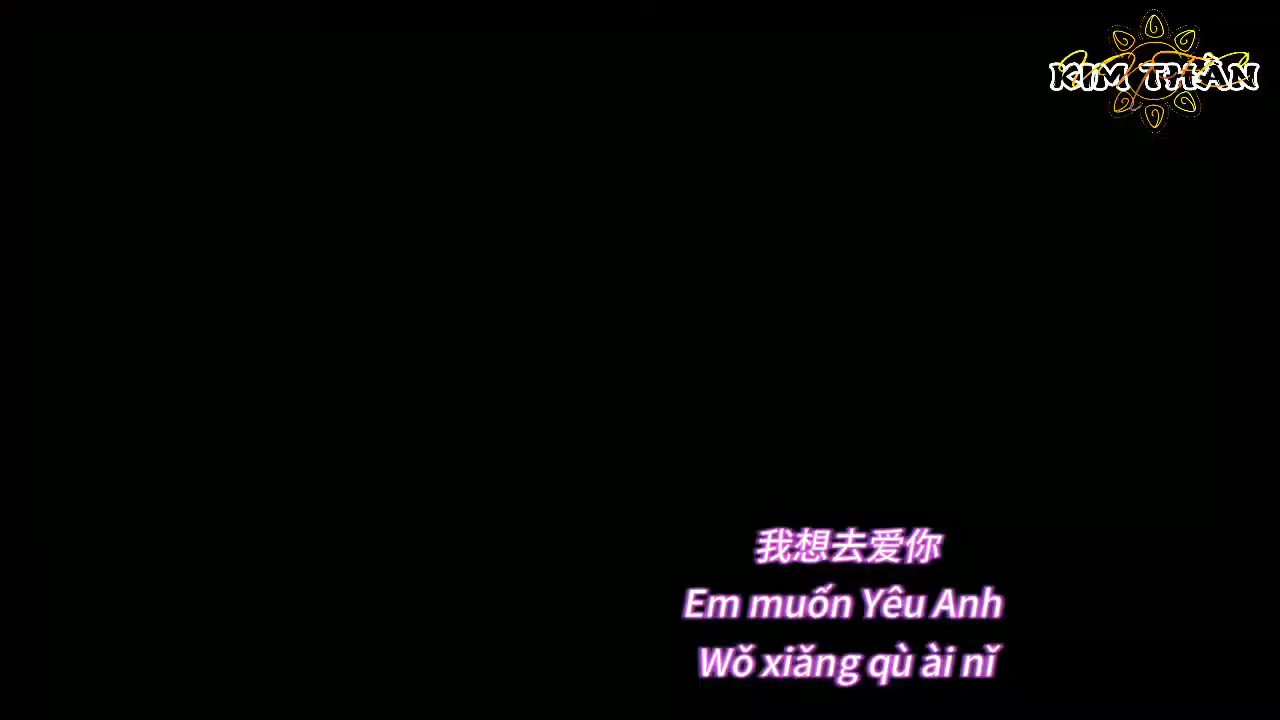 KIM THẦN
我想去爱你
Em muốn Yêu Anh
Wǒ xiǎng qù ài nǐ